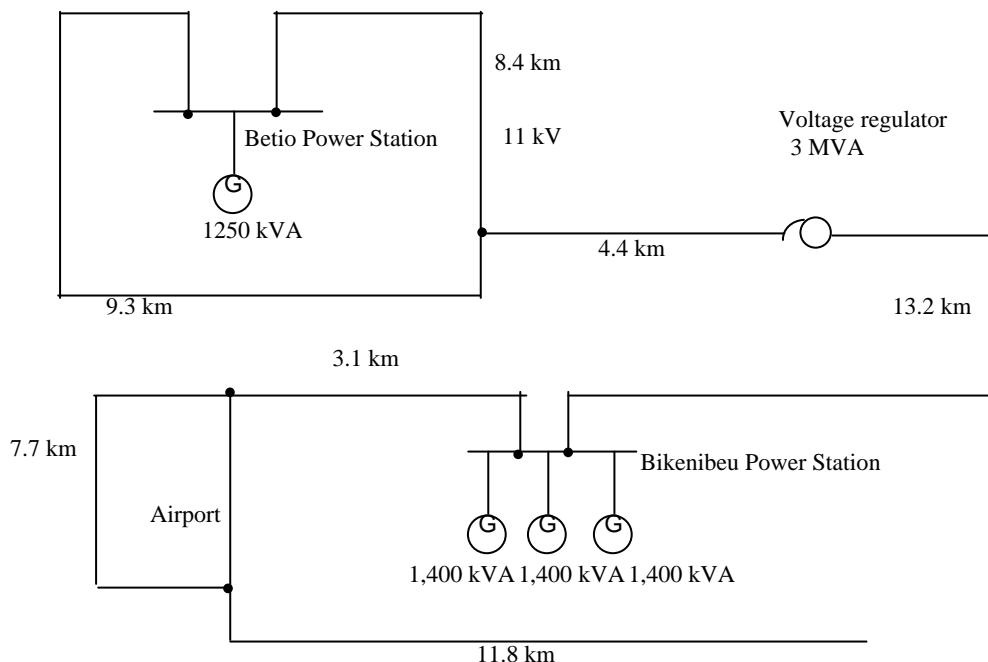 8.4 km
Betio Power Station
11 kV
Voltage regulator
3 MVA
G
1250 kVA
4.4 km
9.3 km
13.2 km
3.1 km
7.7 km
Bikenibeu Power Station
Airport
G G G
1,400 kVA 1,400 kVA 1,400 kVA
11.8 km